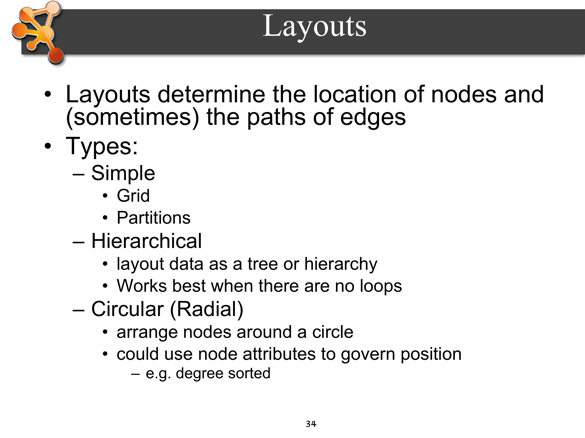 Layouts
• Layouts determine the location of nodes and
(sometimes) the paths of edges
• Types:
– Simple
• Grid
• Partitions
– Hierarchical
• layout data as a tree or hierarchy
• Works best when there are no loops
– Circular (Radial)
• arrange nodes around a circle
• could use node attributes to govern position
– e.g. degree sorted
34